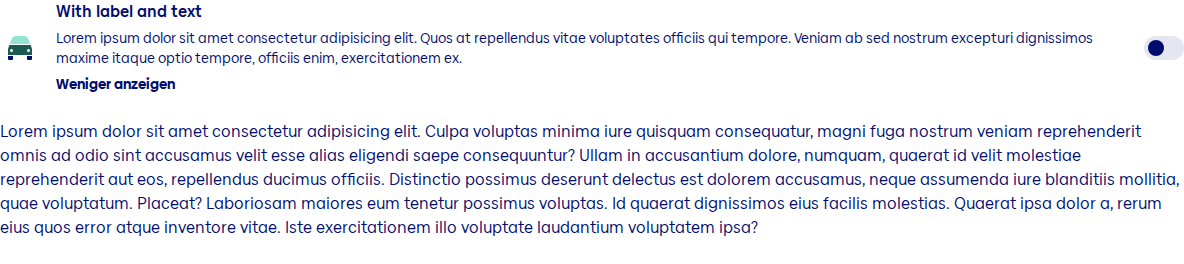 With label and text
Lorem ipsum dolor sit amet consectetur adipisicing elit. Quos at repellendus vitae voluptates officiis qui tempore. Veniam ab sed nostrum excepturi dignissimos
maxime itaque optio tempore, officiis enim, exercitationem ex.
Weniger anzeigen
Lorem ipsum dolor sit amet consectetur adipisicing elit. Culpa voluptas minima iure quisquam consequatur, magni fuga nostrum veniam reprehenderit
omnis ad odio sint accusamus velit esse alias eligendi saepe consequuntur? Ullam in accusantium dolore, numquam, quaerat id velit molestiae
reprehenderit aut eos, repellendus ducimus officiis. Distinctio possimus deserunt delectus est dolorem accusamus, neque assumenda iure blanditiis mollitia,
quae voluptatum. Placeat? Laboriosam maiores eum tenetur possimus voluptas. Id quaerat dignissimos eius facilis molestias. Quaerat ipsa dolor a, rerum
eius quos error atque inventore vitae. Iste exercitationem illo voluptate laudantium voluptatem ipsa?